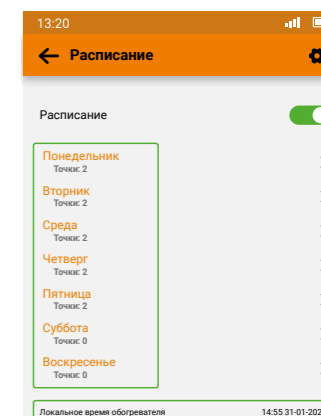 13:20
Расписание
Расписание
Понедельник
Точки: 2
Вторник
Точки: 2
Среда
Точки: 2
Четверг
Точки: 2
Пятница
Точки: 2
Суббота
Точки: 0
Воскресенье
Точки: 0
Локальное время обогревателя 14:55 31-01-202